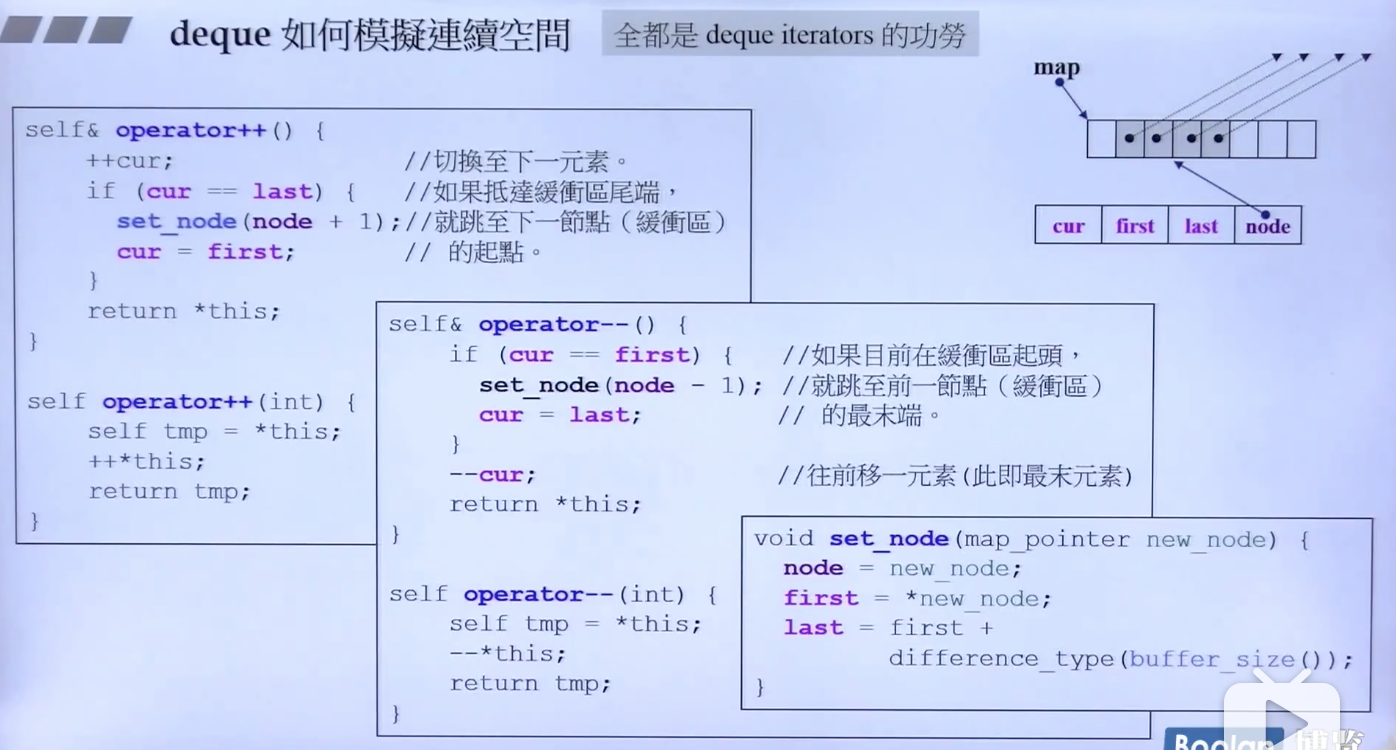 deque 如何模擬連續空間
全都是 deque iterators 的功勞
map
cur first last node
self& operator++() {
++cur; //切換至下一元素。
if (cur == last) { //如果抵達緩衝區尾端，
set_node(node + 1);//就跳至下一節點（緩衝區）
cur = first; // 的起點。
}
return *this;
}
self operator++(int) {
self tmp = *this;
++*this;
return tmp;
}
self& operator--() {
if (cur == first) { //如果目前在緩衝區起頭，
set_node(node - 1); //就跳至前一節點（緩衝區）
cur = last; // 的最末端。
}
--cur; //往前移一元素(此即最末元素)
return *this;
}
self operator--(int) {
self tmp = *this;
--*this;
return tmp;
}
void set_node(map_pointer new_node) {
node = new_node;
first = *new_node;
last = first +
difference_type(buffer_size());
}
Boolan 博覽